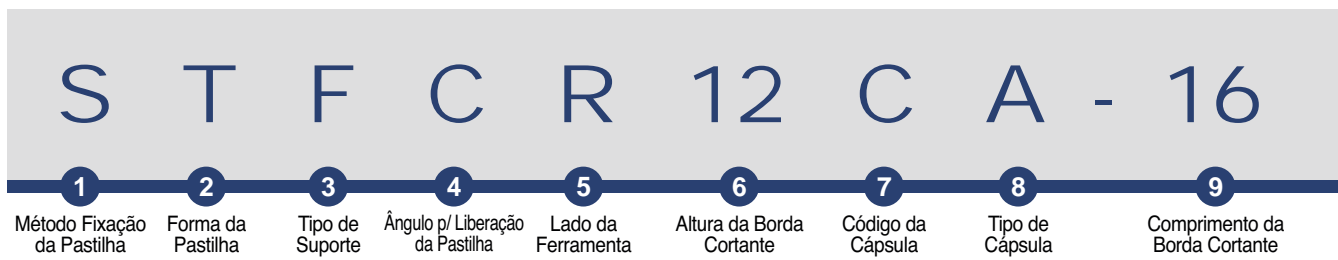 S T F C R 12 C A - 16
1 2 3 4 5 6 7 8 9
Método Fixação da Pastilha
Forma da Pastilha
Tipo de Suporte
Ângulo p/ Liberação da Pastilha
Lado da Ferramenta
Altura da Borda Cortante
Código da Cápsula
Tipo de Cápsula
Comprimento da Borda Cortante